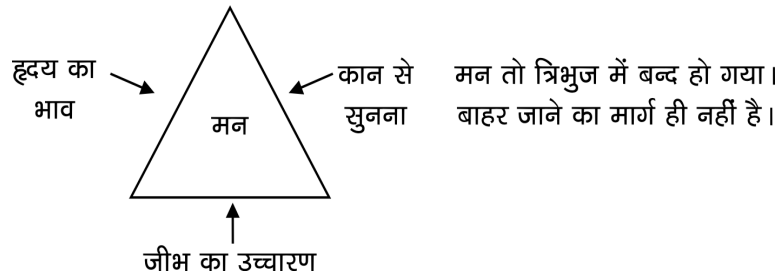 हृदय का
भाव
मन
कान से
सुनना
मन तो त्रिभुज में बन्द हो गया।
बाहर जाने का मार्ग ही नहीं है।
जीभ का उच्चारण